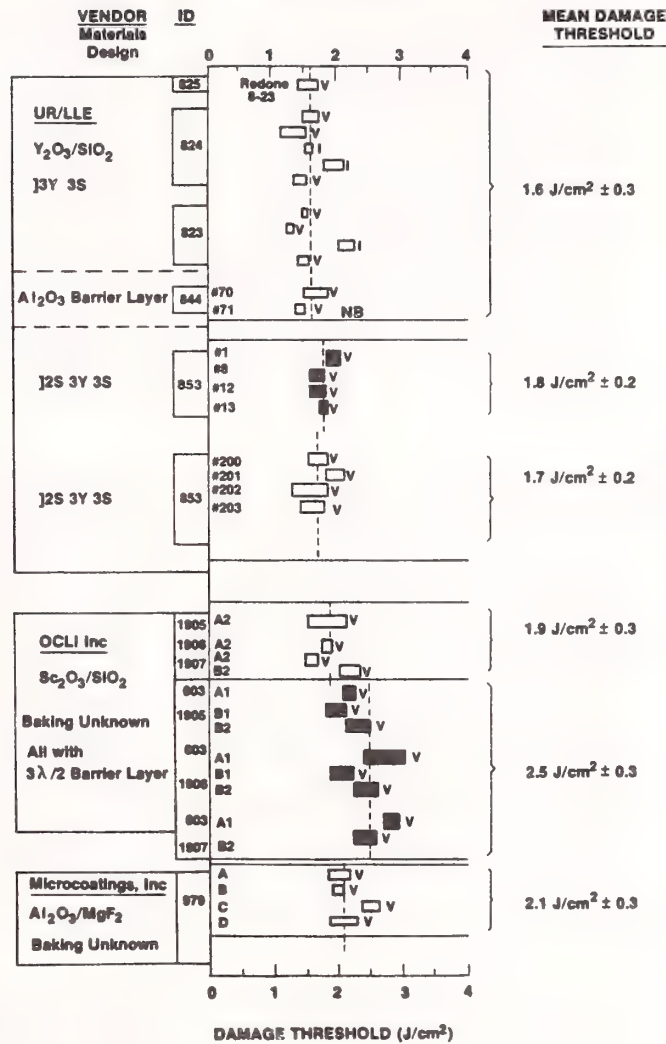 VENDOR ID MEAN DAMAGE
Materials THRESHOLD
Design
0 1 2 3 4
825 Redone V
8-23
UR/LLE
V
824 V
Y₂O₃/SiO₂ I
I
]3Y 3S V
1.6 J/cm² ± 0.3
V
823 V
I
V
Al₂O₃ Barrier Layer 844 #70 V
#71 V NB
#1 V
#8 V
]2S 3Y 3S 853 #12 V 1.8 J/cm² ± 0.2
#13 V
#200 V
#201 V 1.7 J/cm² ± 0.2
]2S 3Y 3S 853 #202 V
#203 V
1905 A2 V 1.9 J/cm² ± 0.3
OCLI Inc 1906 A2 V
1907 A2 V
Sc₂O₃/SiO₂ B2 V
603 A1 V
Baking Unknown 1905 B1 V
B2 V
All with 603 A1 V
3λ/2 Barrier Layer B1 V 2.5 J/cm² ± 0.3
1906 B2 V
603 A1 V
1907 B2 V
Microcoatings, Inc 979 A V
B V
Al₂O₃/MgF₂ C V 2.1 J/cm² ± 0.3
D V
Baking Unknown
0 1 2 3 4
DAMAGE THRESHOLD (J/cm²)